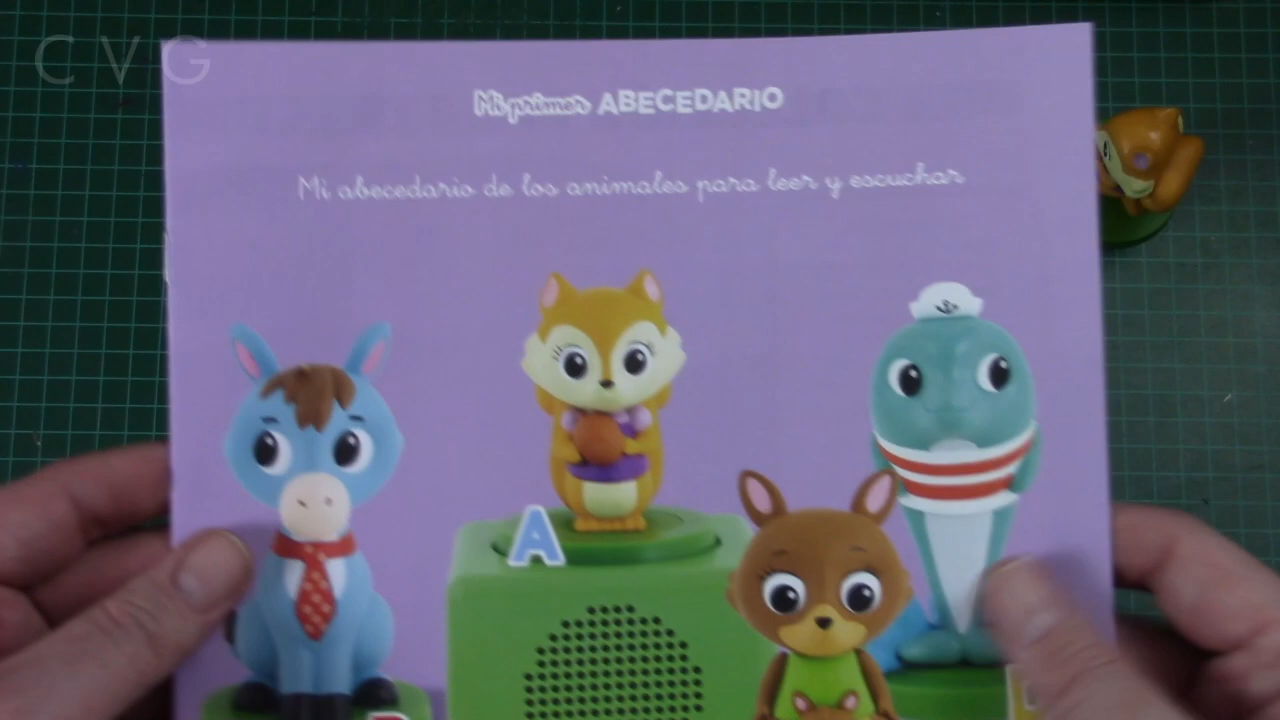 CVG
Mi primer ABECEDARIO
Mi abecedario de los animales para leer y escuchar
A